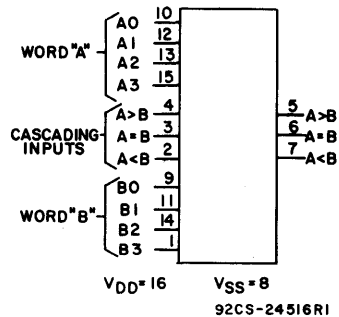 A0 10
A1 12
WORD "A" A2 13
A3 15
A>B 4 5 A>B
CASCADING INPUTS A=B 3 6 A=B
A<B 2 7 A<B
B0 9
B1 11
WORD "B" B2 14
B3 1
VDD=16 VSS=8
92CS-24516R1